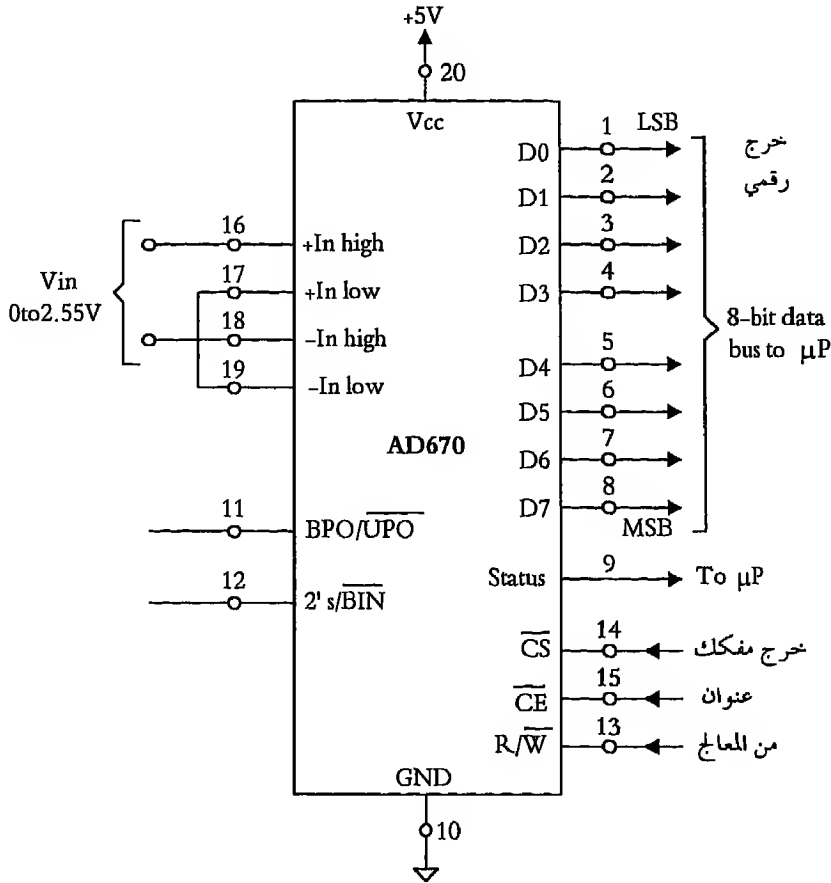 +5V
20
Vcc
1 LSB
D0
خرج
رقمي
2
D1
16
+In high
3
D2
17
+In low
4
D3
Vin
0to2.55V
18
−In high
19
−In low
8-bit data
bus to μP
5
D4
6
D5
AD670
7
D6
8
D7
MSB
11
BPO/UPO
12
2's/BIN
Status
9
To μP
14
CS
خرج مفكك
15
CE
عنوان
13
R/W
من المعالج
GND
10